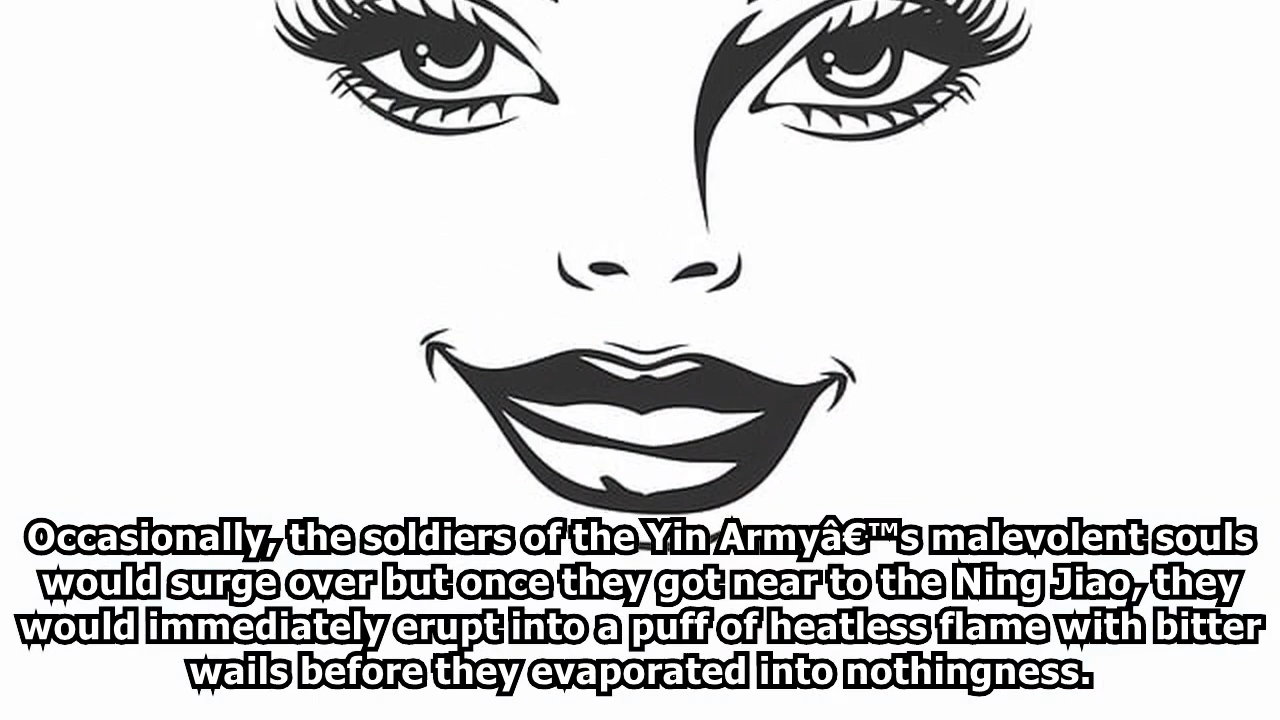 Occasionally, the soldiers of the Yin Armyâ€™s malevolent souls
would surge over but once they got near to the Ning Jiao, they
would immediately erupt into a puff of heatless flame with bitter
wails before they evaporated into nothingness.